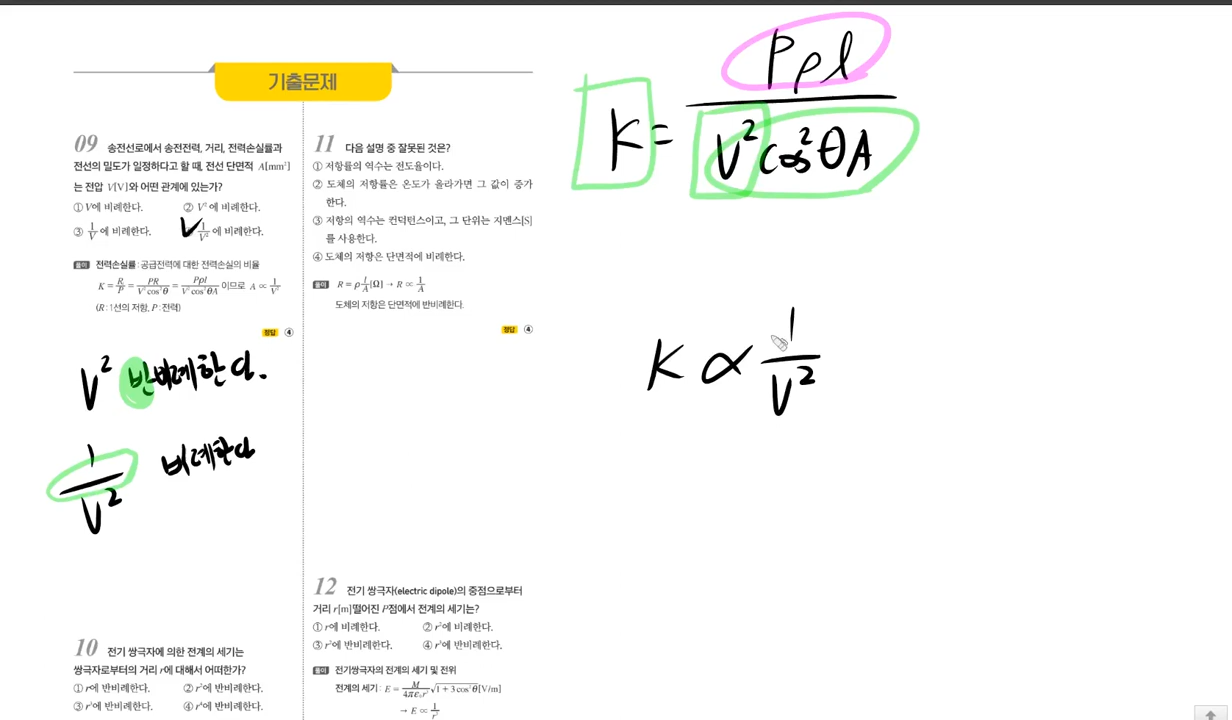 기출문제
09 송전선로에서 송전전력, 거리, 전력손실률과
전선의 밀도가 일정하다고 할 때, 전선 단면적 A[mm²]
는 전압 V[V]와 어떤 관계에 있는가?
① V에 비례한다. ② V²에 비례한다.
③ 1/V에 비례한다. 1/V²에 비례한다.
풀이 전력손실률 : 공급전력에 대한 전력손실의 비율
K = R/P = PR/V²cos²θ = Pρl/V²cos²θA 이므로 A ∝ 1/V²
(R : 1선의 저항, P : 전력)
정답 ④
V² 반비례한다.
1/V² 비례한다
10 전기 쌍극자에 의한 전계의 세기는
쌍극자로부터의 거리 r에 대해서 어떠한가?
① r에 반비례한다. ② r²에 반비례한다.
③ r³에 반비례한다. ④ r⁴에 반비례한다.
11 다음 설명 중 잘못된 것은?
① 저항률의 역수는 전도율이다.
② 도체의 저항률은 온도가 올라가면 그 값이 증가
한다.
③ 저항의 역수는 컨덕턴스이고, 그 단위는 지멘스[S]
를 사용한다.
④ 도체의 저항은 단면적에 비례한다.
풀이 R = ρ l/A [Ω] → R ∝ 1/A
도체의 저항은 단면적에 반비례한다.
정답 ④
12 전기 쌍극자(electric dipole)의 중점으로부터
거리 r[m]떨어진 P점에서 전계의 세기는?
① r에 비례한다. ② r²에 비례한다.
③ r²에 반비례한다. ④ r³에 반비례한다.
풀이 전기쌍극자의 전계의 세기 및 전위
전계의 세기 : E = M/4πε₀r³ √1+3cos²θ [V/m]
→ E ∝ 1/r³
K = Pρl / V²cos²θA
K ∝ 1/V²